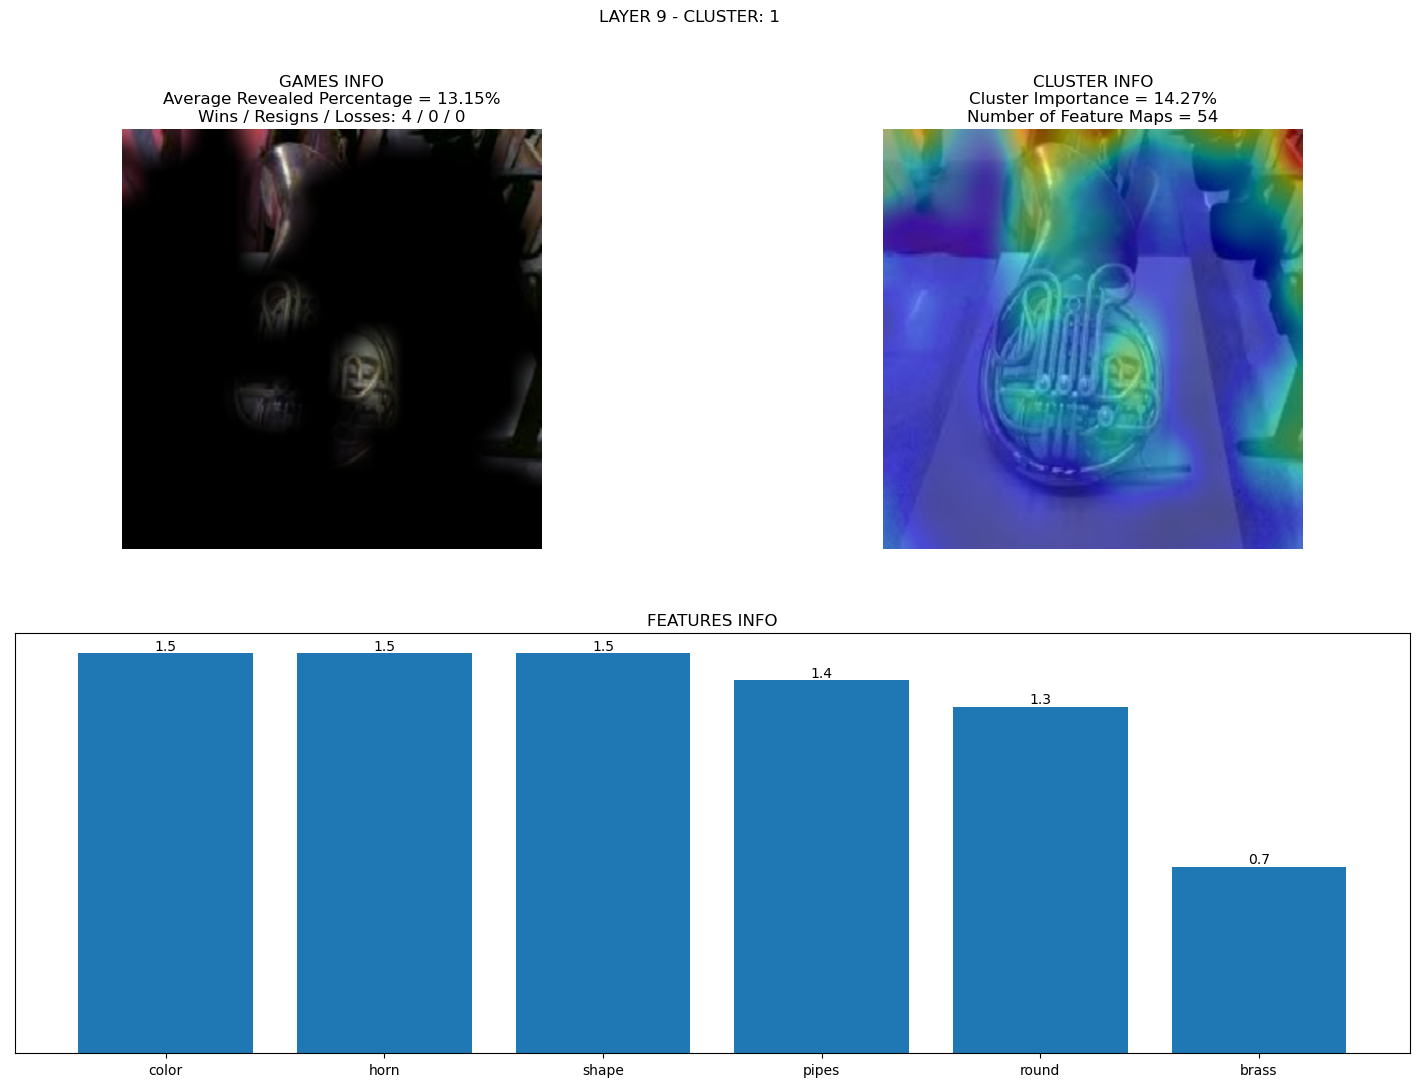 LAYER 9 - CLUSTER: 1
GAMES INFO
Average Revealed Percentage = 13.15%
Wins / Resigns / Losses: 4 / 0 / 0
CLUSTER INFO
Cluster Importance = 14.27%
Number of Feature Maps = 54
FEATURES INFO
1.5
1.5
1.5
1.4
1.3
0.7
color
horn
shape
pipes
round
brass